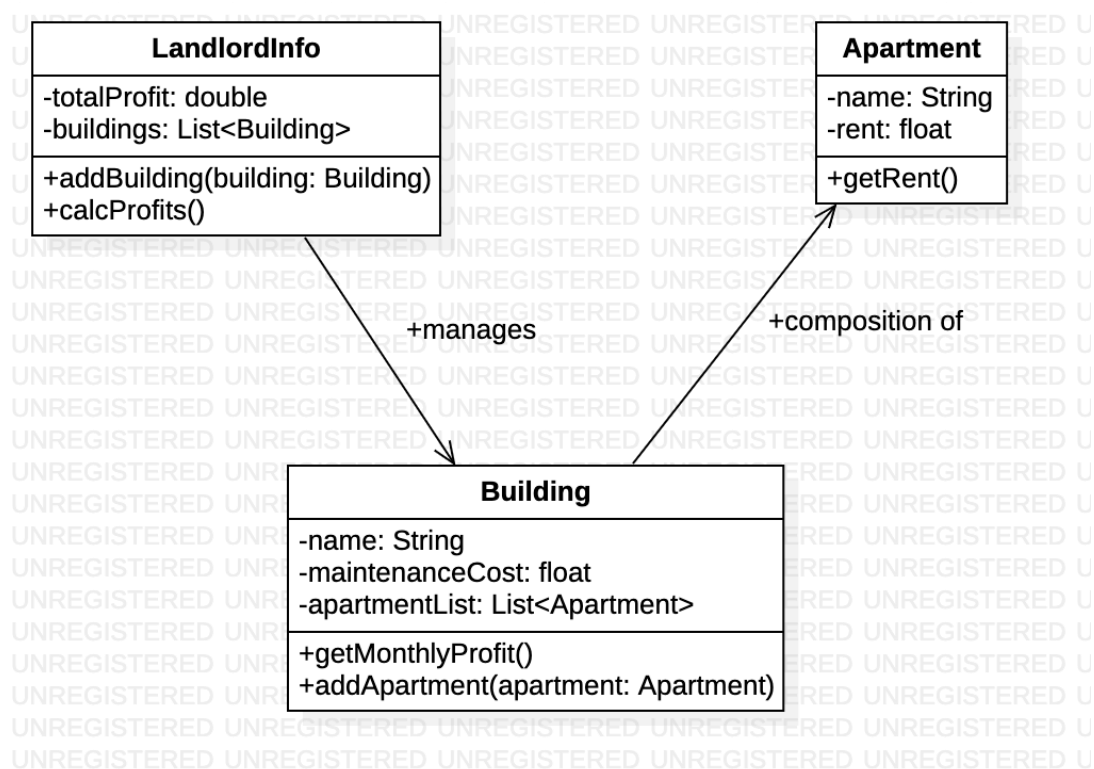 LandlordInfo
-totalProfit: double
-buildings: List<Building>
+addBuilding(building: Building)
+calcProfits()
Apartment
-name: String
-rent: float
+getRent()
+manages
+composition of
Building
-name: String
-maintenanceCost: float
-apartmentList: List<Apartment>
+getMonthlyProfit()
+addApartment(apartment: Apartment)
UNREGISTERED